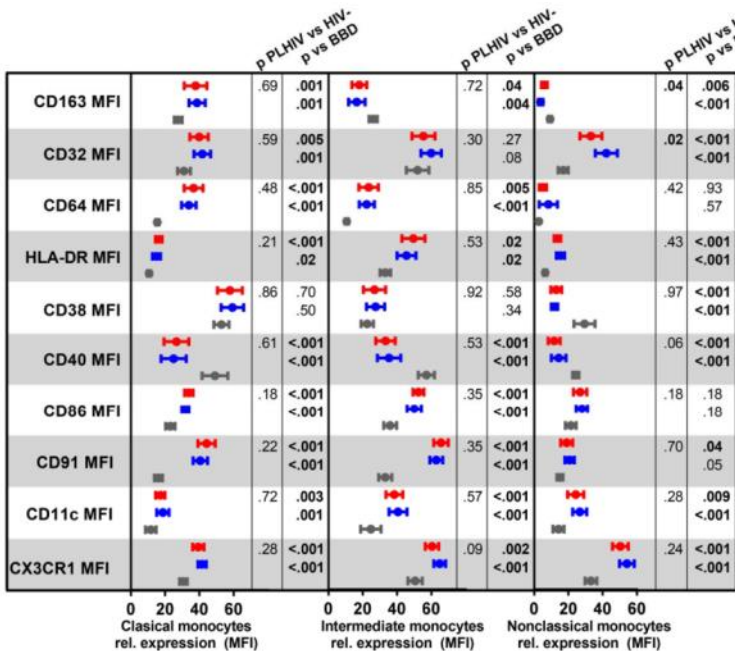 p PLHIV vs HIV-
p vs BBD
p PLHIV vs HIV-
p vs BBD
p PLHIV vs
p vs
CD163 MFI .69 .001 .72 .04 .04 .006
.001 .004 <.001
CD32 MFI .59 .005 .30 .27 .02 <.001
.001 .08 <.001
CD64 MFI .48 <.001 .85 .005 .42 .93
<.001 <.001 .57
HLA-DR MFI .21 <.001 .53 .02 .43 <.001
.02 .02 <.001
CD38 MFI .86 .70 .92 .58 .97 <.001
.50 .34 <.001
CD40 MFI .61 <.001 .53 <.001 .06 <.001
<.001 <.001 <.001
CD86 MFI .18 <.001 .35 <.001 .18 .18
<.001 <.001 .18
CD91 MFI .22 <.001 .35 <.001 .70 .04
<.001 <.001 .05
CD11c MFI .72 .003 .57 <.001 .28 .009
.001 <.001 <.001
CX3CR1 MFI .28 <.001 .09 .002 .24 <.001
<.001 <.001 <.001
0 20 40 60 0 20 40 60 0 20 40 60
Clasical monocytes Intermediate monocytes Nonclassical monocytes
rel. expression (MFI) rel. expression (MFI) rel. expression (MFI)